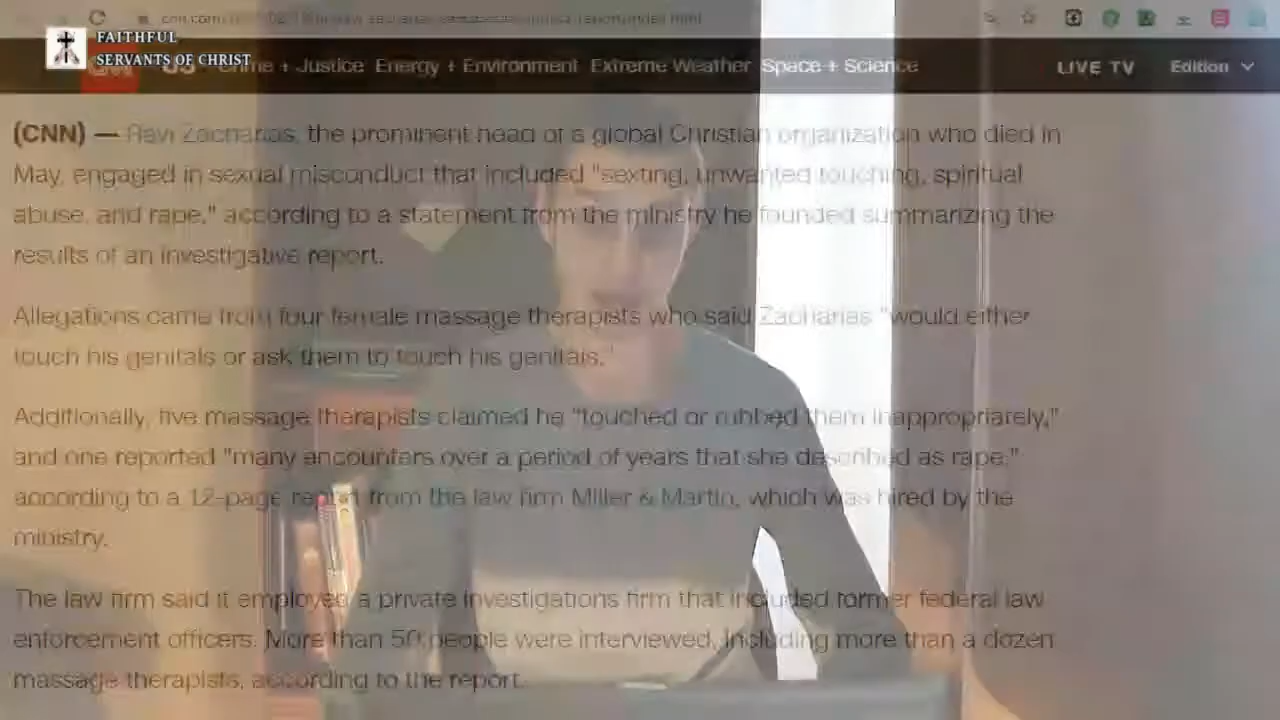 FAITHFUL
SERVANTS OF CHRIST
Crime + Justice Energy + Environment Extreme Weather Space + Science LIVE TV Edition
(CNN) — Ravi Zacharias, the prominent head of a global Christian organization who died in
May, engaged in sexual misconduct that included "sexting, unwanted touching, spiritual
abuse, and rape," according to a statement from the ministry he founded summarizing the
results of an investigative report.
Allegations came from four female massage therapists who said Zacharias "would either
touch his genitals or ask them to touch his genitals."
Additionally, five massage therapists claimed he "touched or rubbed them inappropriately,"
and one reported "many encounters over a period of years that she described as rape,"
according to a 12-page report from the law firm Miller & Martin, which was hired by the
ministry.
The law firm said it employed a private investigations firm that included former federal law
enforcement officers. More than 50 people were interviewed, including more than a dozen
massage therapists, according to the report.